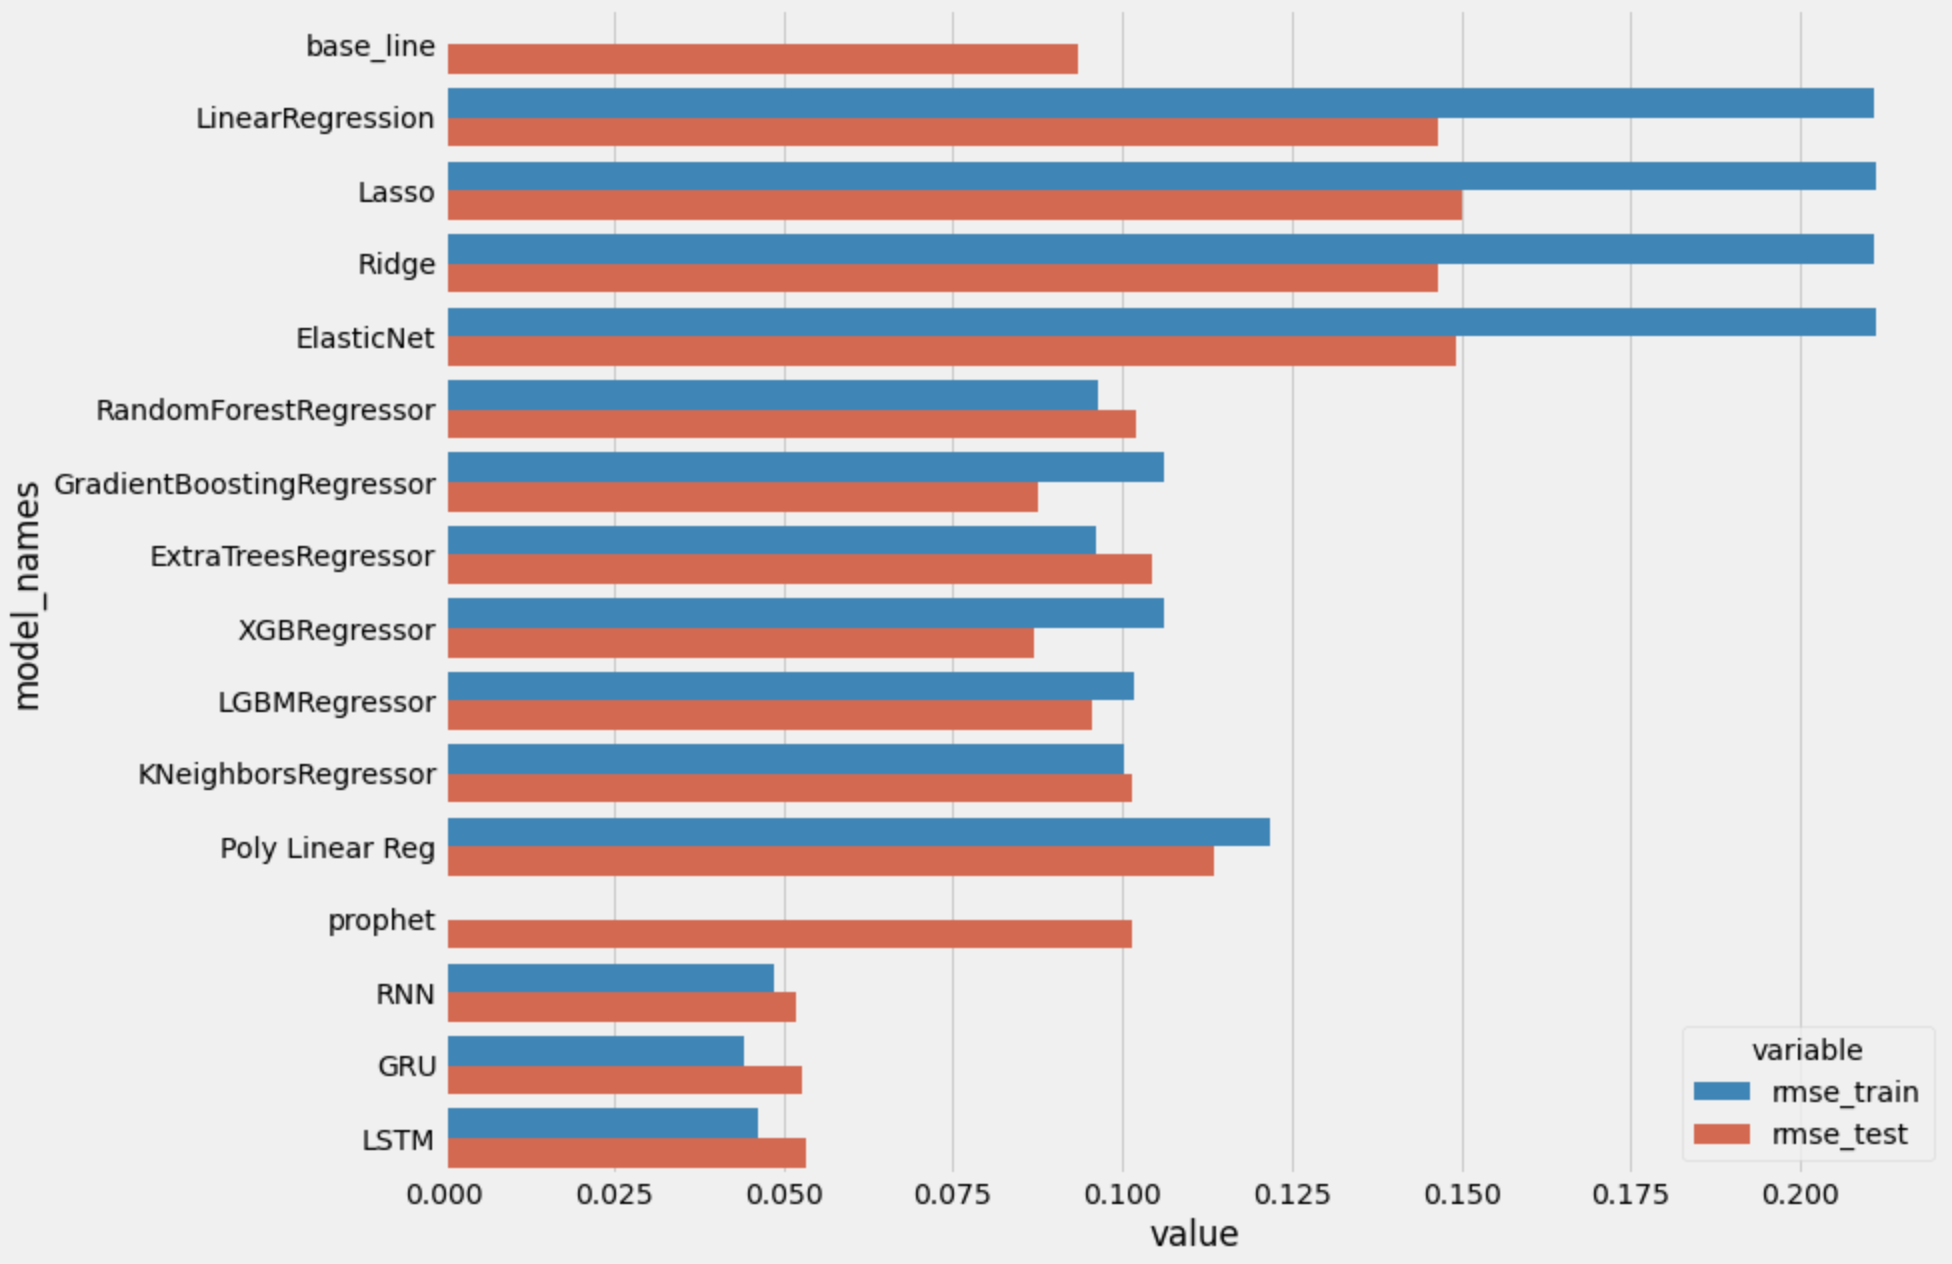 base_line
LinearRegression
Lasso
Ridge
ElasticNet
RandomForestRegressor
GradientBoostingRegressor
ExtraTreesRegressor
XGBRegressor
LGBMRegressor
KNeighborsRegressor
Poly Linear Reg
prophet
RNN
GRU
LSTM
model_names
0.000 0.025 0.050 0.075 0.100 0.125 0.150 0.175 0.200
value
variable
rmse_train
rmse_test